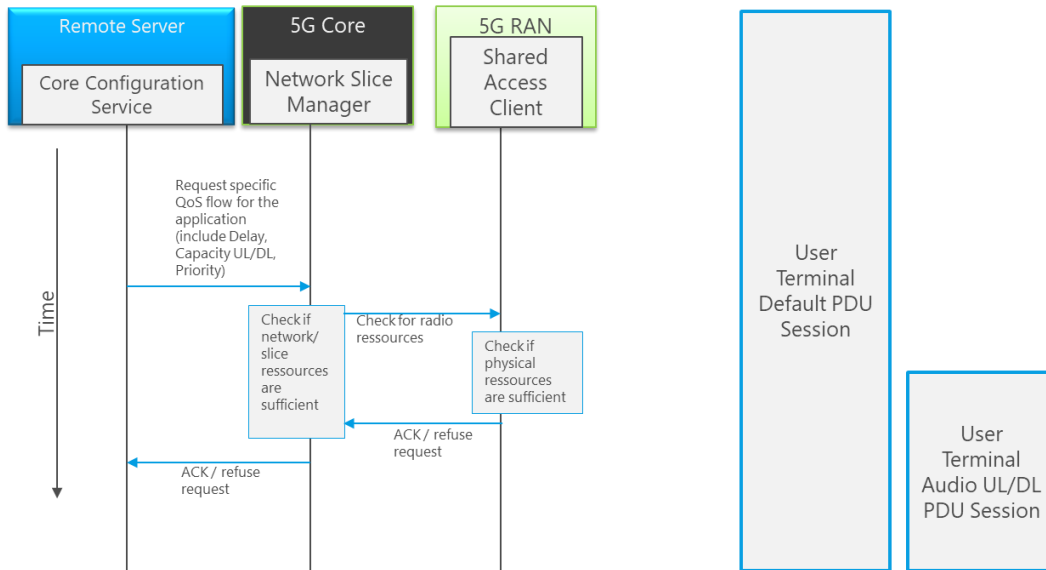 Remote Server
Core Configuration
Service
5G Core
Network Slice
Manager
5G RAN
Shared
Access
Client
Time
Request specific
QoS flow for the
application
(include Delay,
Capacity UL/DL,
Priority)
Check if
network/
slice
ressources
are
sufficient
Check for radio
ressources
Check if
physical
ressources
are sufficient
ACK / refuse
request
ACK / refuse
request
User
Terminal
Default PDU
Session
User
Terminal
Audio UL/DL
PDU Session